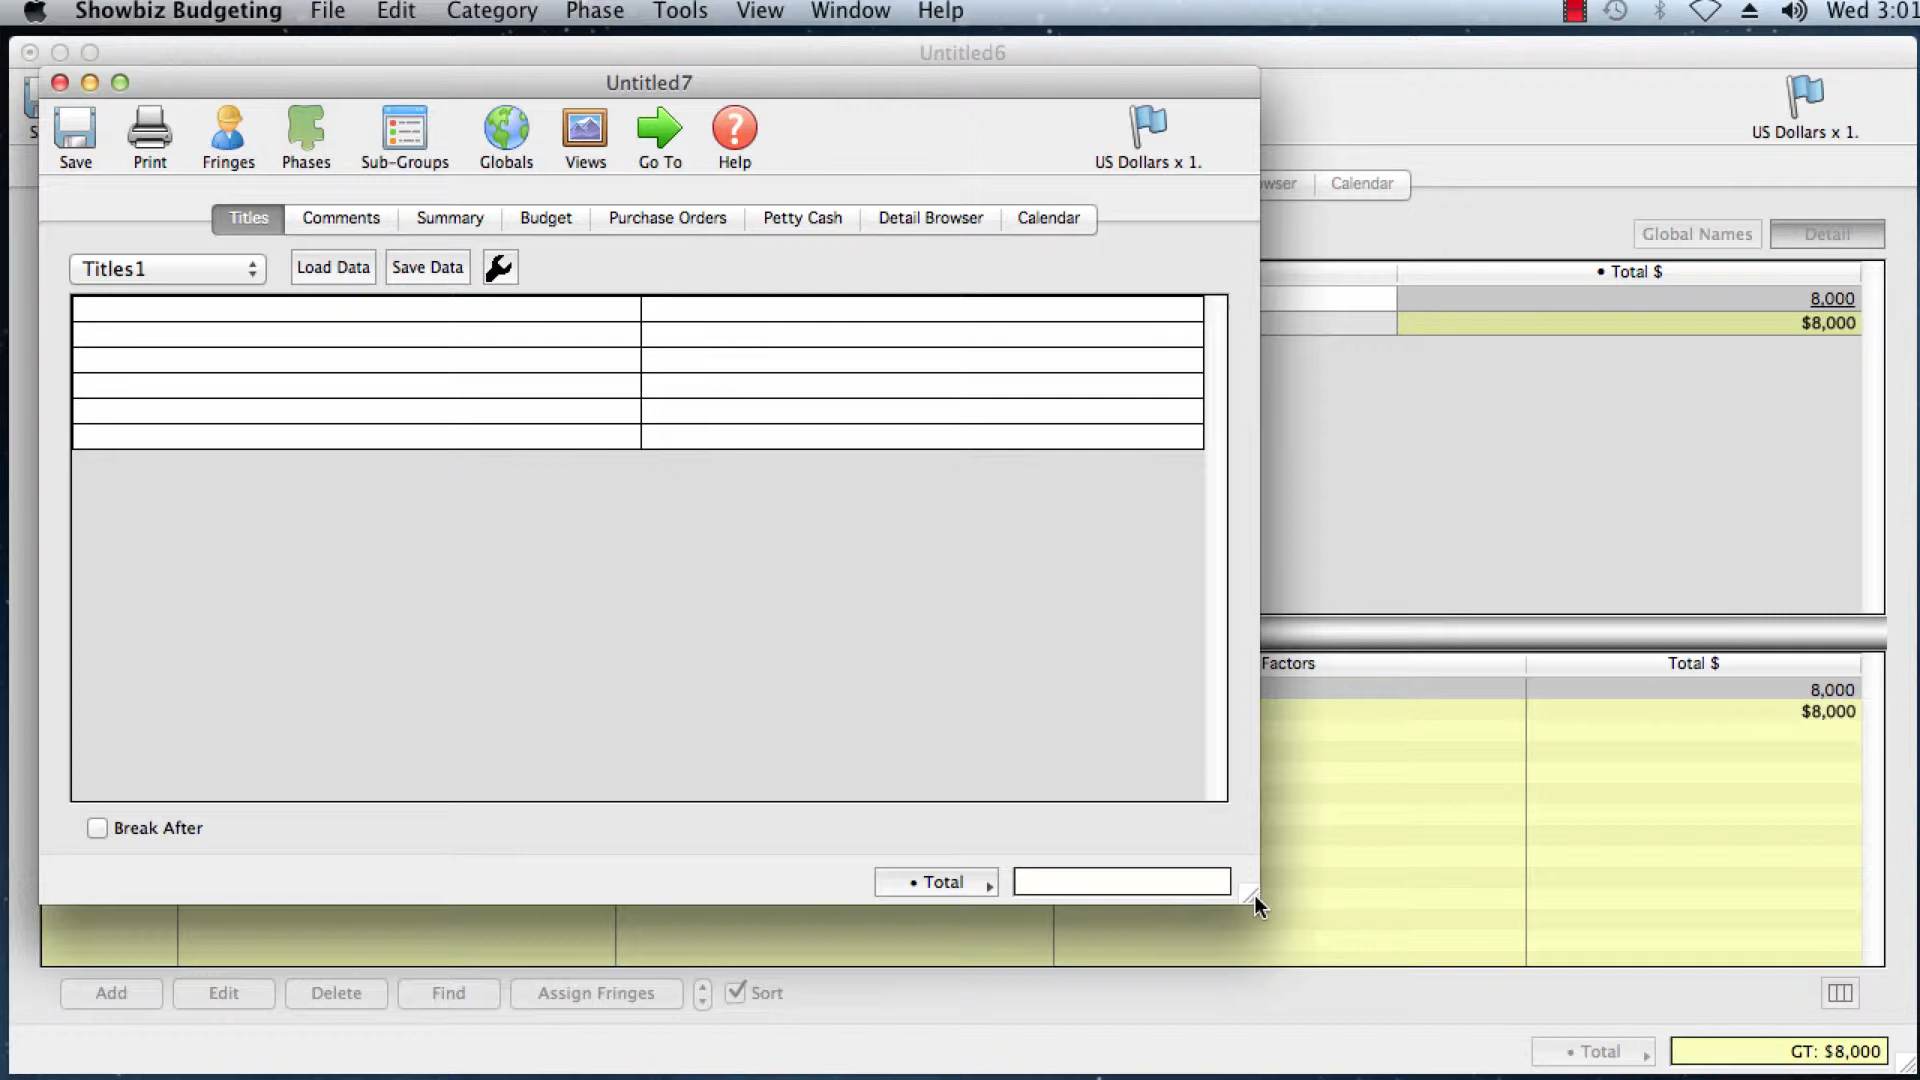 Showbiz Budgeting File Edit Category Phase Tools View Window Help Wed 3:01
Untitled6
Untitled7
Save Print Fringes Phases Sub-Groups Globals Views Go To Help US Dollars x 1.
US Dollars x 1.
Titles Comments Summary Budget Purchase Orders Petty Cash Detail Browser Calendar
wser Calendar
Global Names Detail
Titles1 Load Data Save Data
• Total $
8,000
$8,000
Factors Total $
8,000
$8,000
Break After
• Total
Add Edit Delete Find Assign Fringes Sort
• Total GT: $8,000